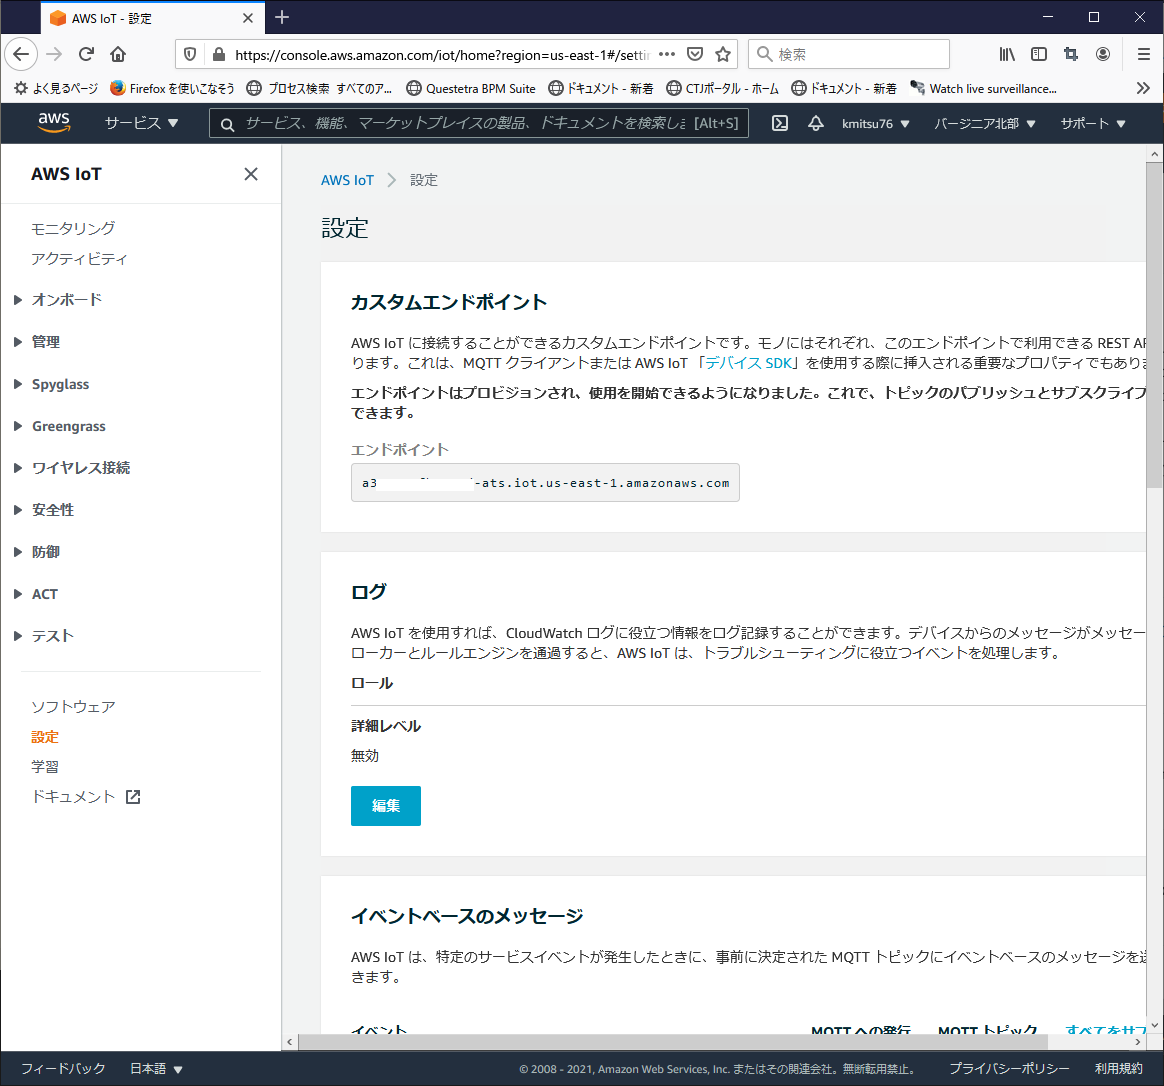 AWS IoT - 設定
https://console.aws.amazon.com/iot/home?region=us-east-1#/setti
検索
よく見るページ
Firefox を使いこなそう
プロセス検索 すべてのア...
Questetra BPM Suite
ドキュメント - 新着
CTJポータル - ホーム
ドキュメント - 新着
Watch live surveillance...
aws
サービス
サービス、機能、マーケットプレイスの製品、ドキュメントを検索しま
[Alt+S]
kmitsu76
バージニア北部
サポート
AWS IoT
モニタリング
アクティビティ
オンボード
管理
Spyglass
Greengrass
ワイヤレス接続
安全性
防御
ACT
テスト
ソフトウェア
設定
学習
ドキュメント
AWS IoT
設定
設定
カスタムエンドポイント
AWS IoT に接続することができるカスタムエンドポイントです。モノにはそれぞれ、このエンドポイントで利用できる REST AP
ります。これは、MQTT クライアントまたは AWS IoT 「デバイス SDK」を使用する際に挿入される重要なプロパティでもありま
エンドポイントはプロビジョンされ、使用を開始できるようになりました。これで、トピックのパブリッシュとサブスクライブ
できます。
エンドポイント
a3
-ats.iot.us-east-1.amazonaws.com
ログ
AWS IoT を使用すれば、CloudWatch ログに役立つ情報をログ記録することができます。デバイスからのメッセージがメッセー
ローカーとルールエンジンを通過すると、AWS IoT は、トラブルシューティングに役立つイベントを処理します。
ロール
詳細レベル
無効
編集
イベントベースのメッセージ
AWS IoT は、特定のサービスイベントが発生したときに、事前に決定された MQTT トピックにイベントベースのメッセージを送
きます。
イベント
MQTT への発行
MQTT トピック
すべてをサブ
フィードバック
日本語
© 2008 - 2021, Amazon Web Services, Inc. またはその関連会社。無断転用禁止。
プライバシーポリシー
利用規約